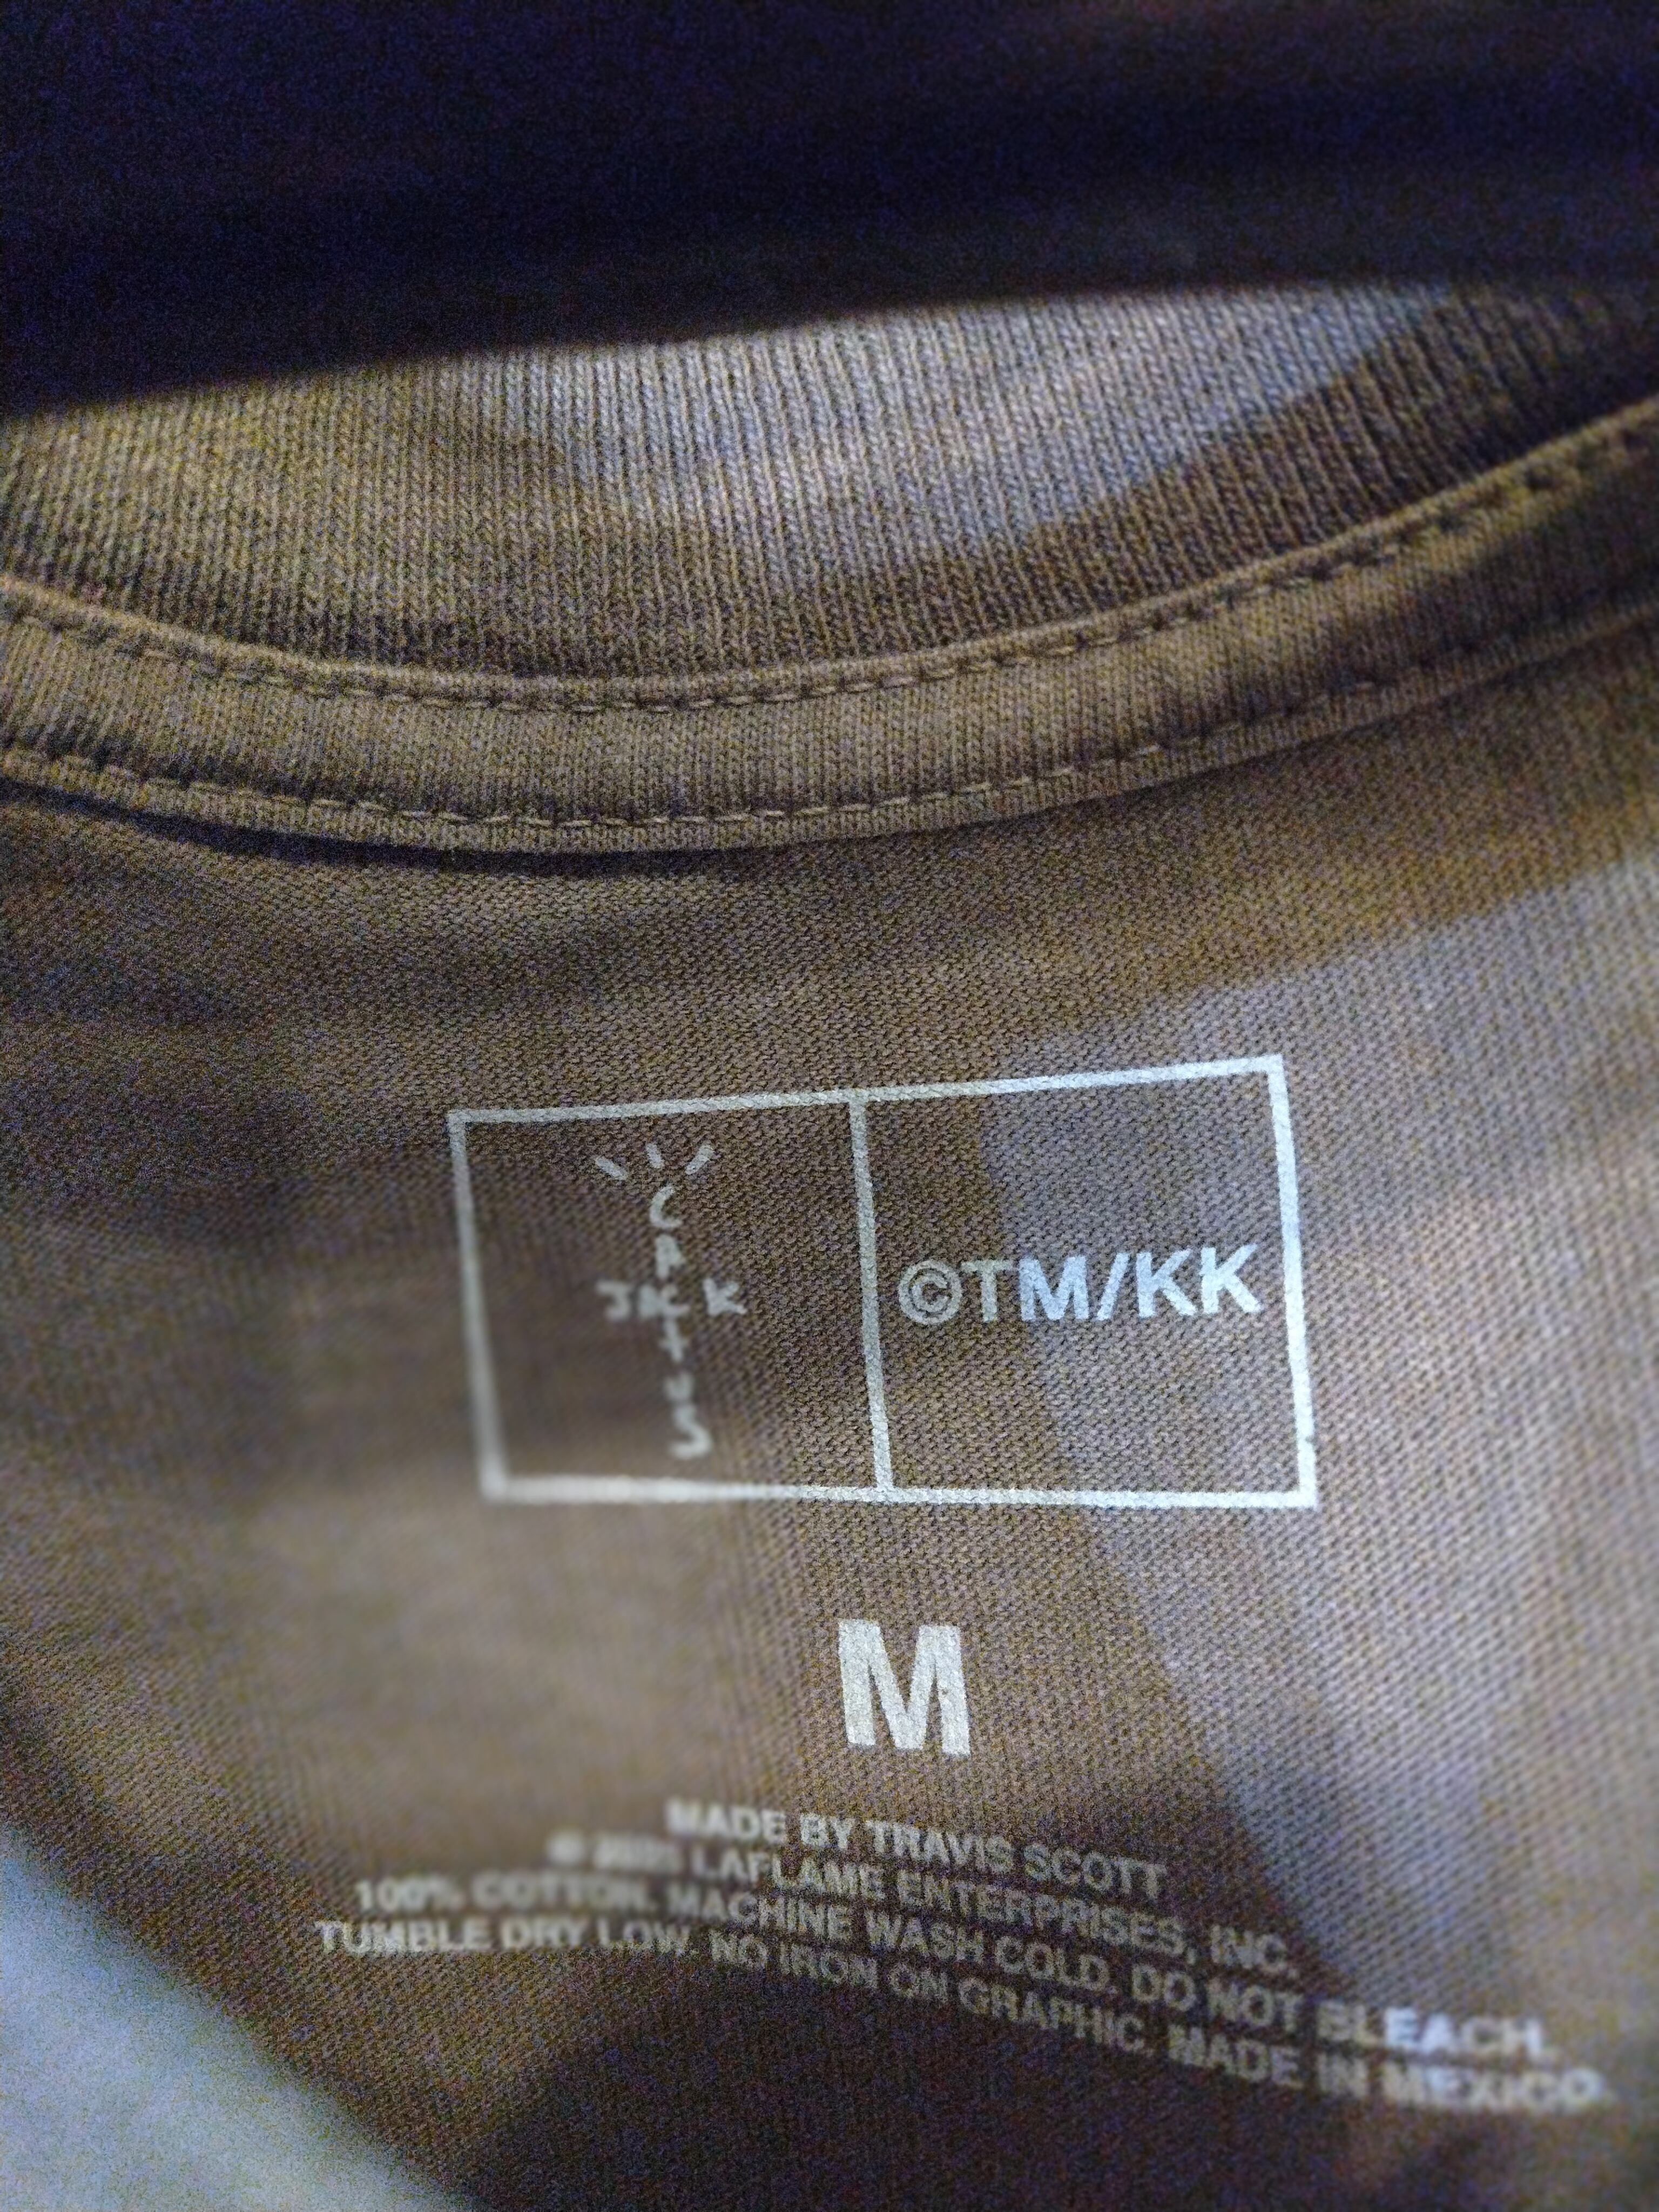 CACTUS
JACK
©TM/KK
M
MADE BY TRAVIS SCOTT
© LAFLAME ENTERPRISES, INC.
100% COTTON. MACHINE WASH COLD. DO NOT BLEACH.
TUMBLE DRY LOW. NO IRON ON GRAPHIC. MADE IN MEXICO.